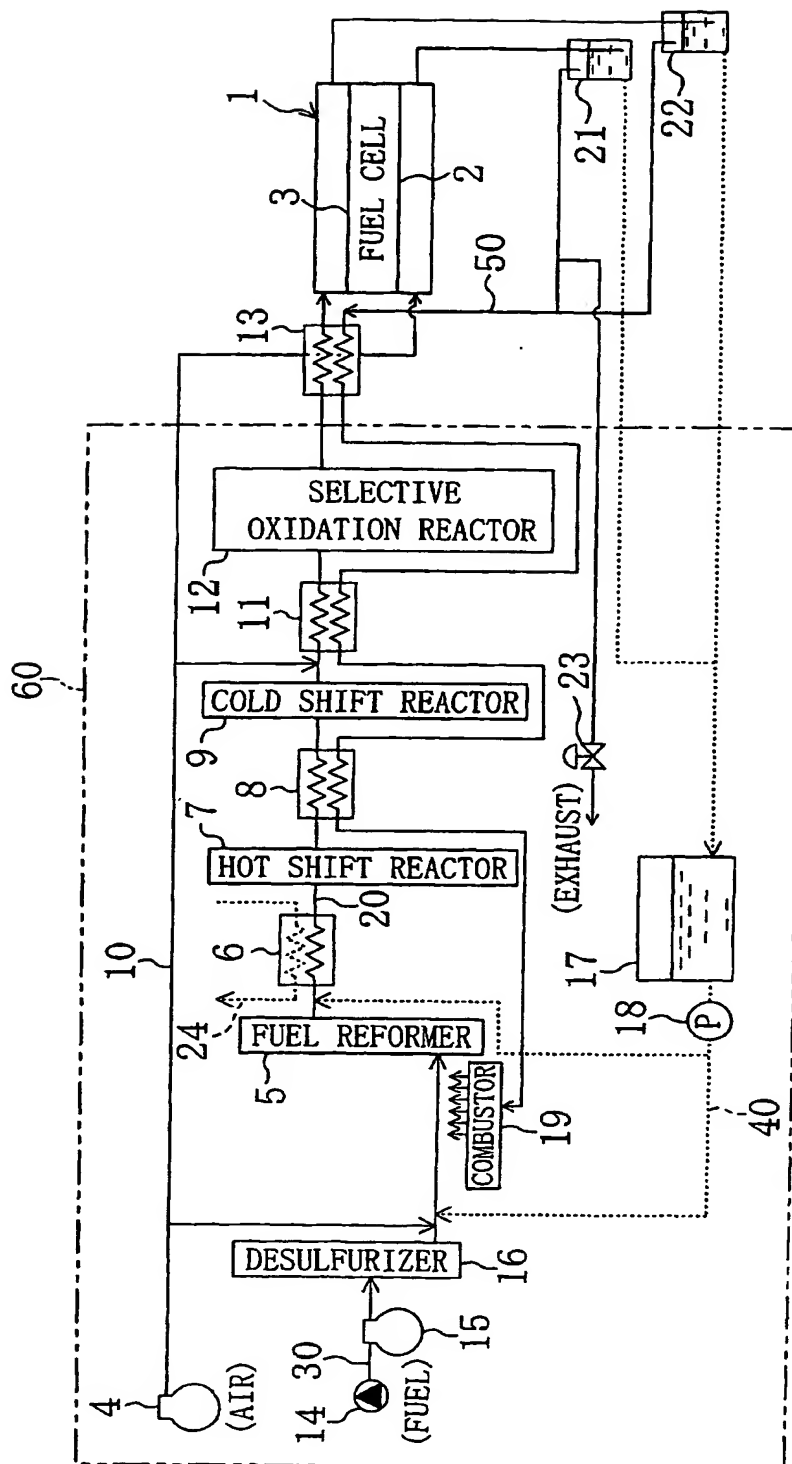 60
10
4
(AIR)
14
30
(FUEL)
15
DESULFURIZER
16
24
FUEL REFORMER
5
6
20
COMBUSTOR
19
7
HOT SHIFT REACTOR
8
COLD SHIFT REACTOR
9
11
SELECTIVE
OXIDATION REACTOR
12
13
1
3
FUEL CELL
2
50
21
22
23
(EXHAUST)
17
18
P
40